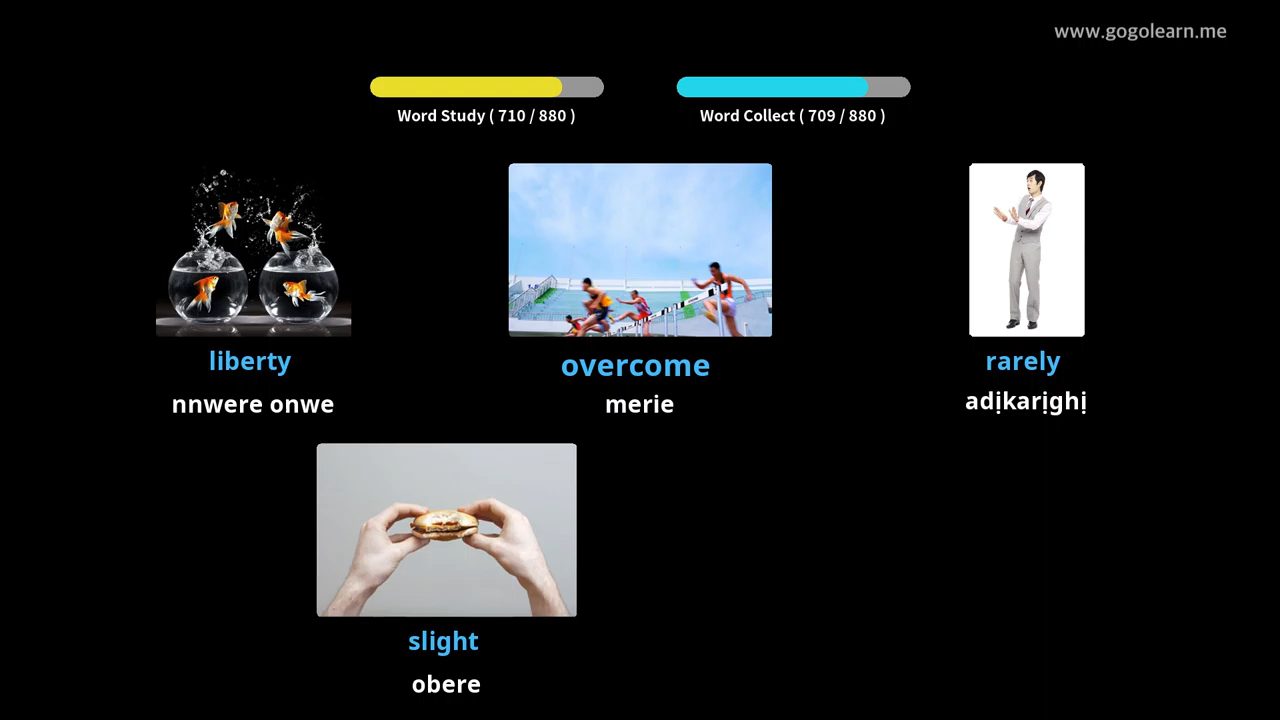 www.gogolearn.me
Word Study ( 710 / 880 )
Word Collect ( 709 / 880 )
liberty
nnwere onwe
overcome
merie
rarely
adịkarịghị
slight
obere